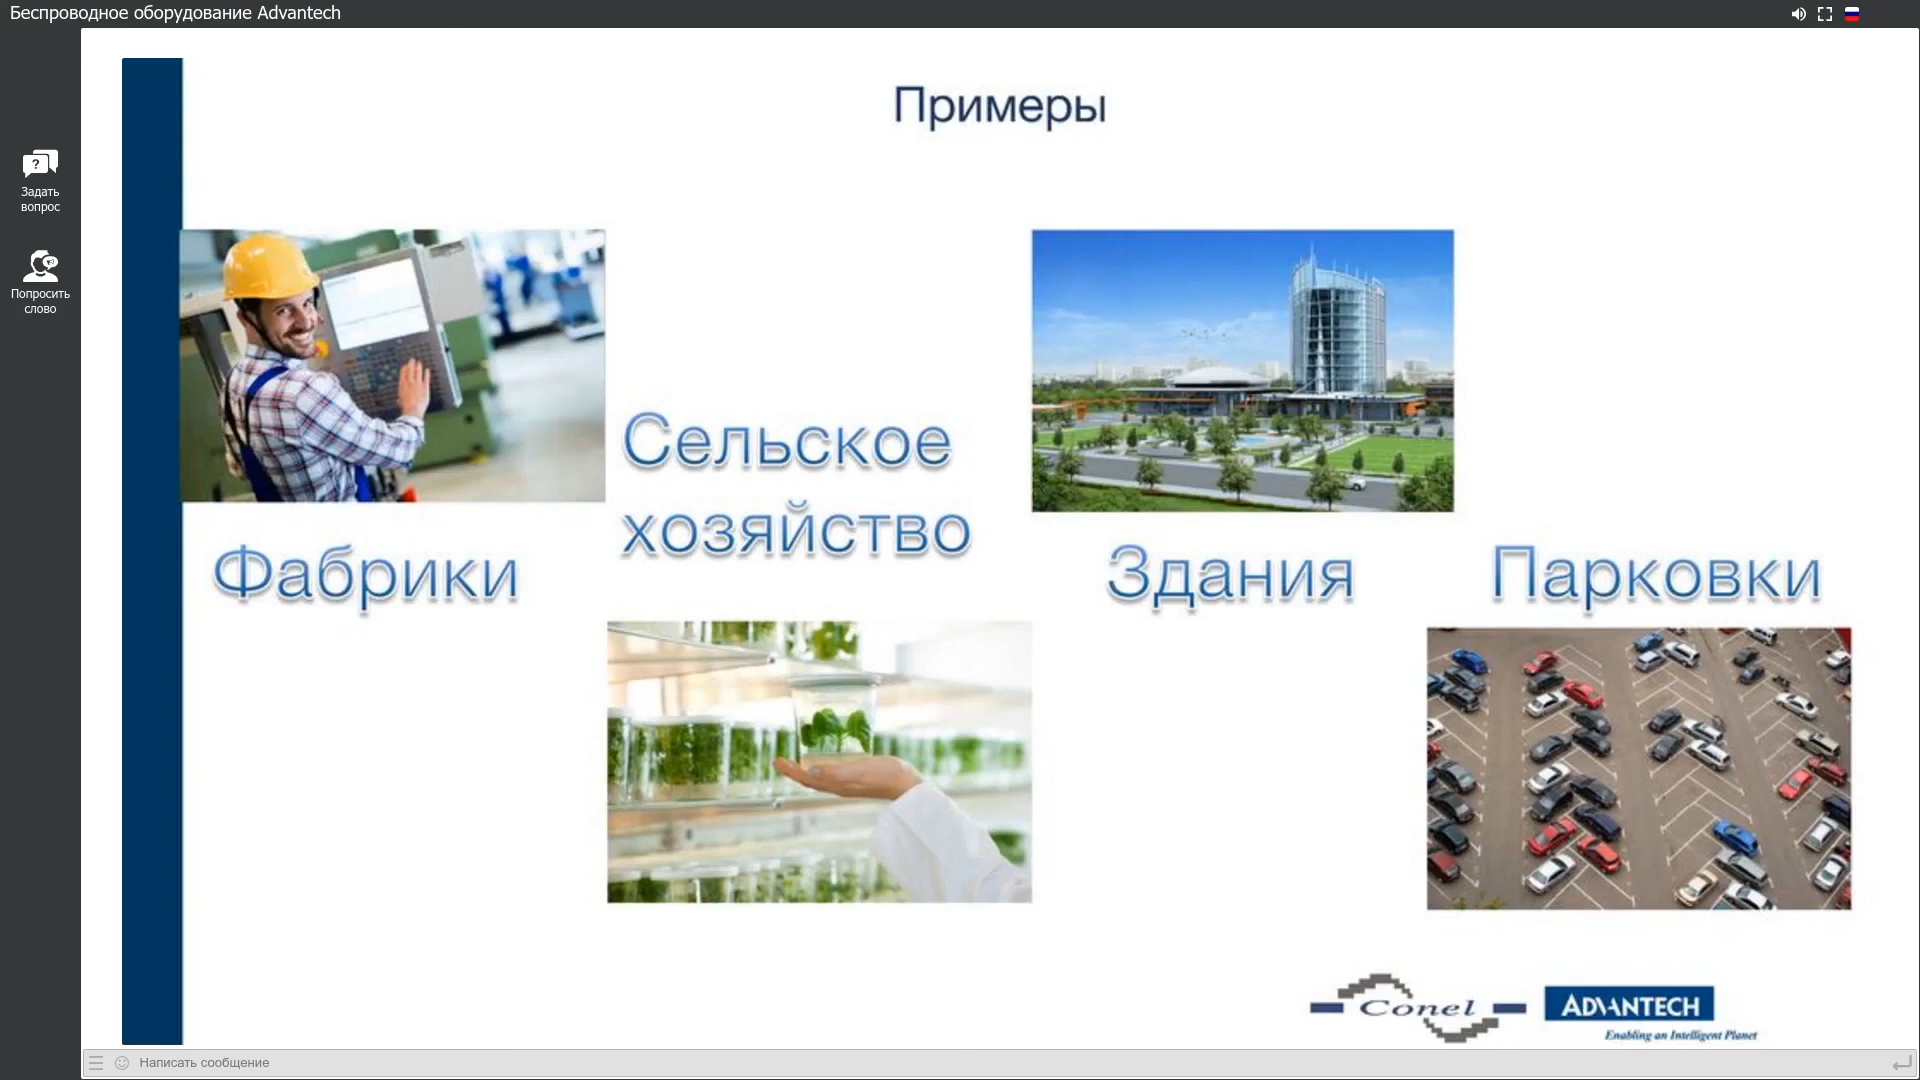 Беспроводное оборудование Advantech
Задать
вопрос
Попросить
слово
Примеры
Фабрики
Сельское
хозяйство
Здания
Парковки
Conel
ADVANTECH
Enabling an Intelligent Planet
Написать сообщение